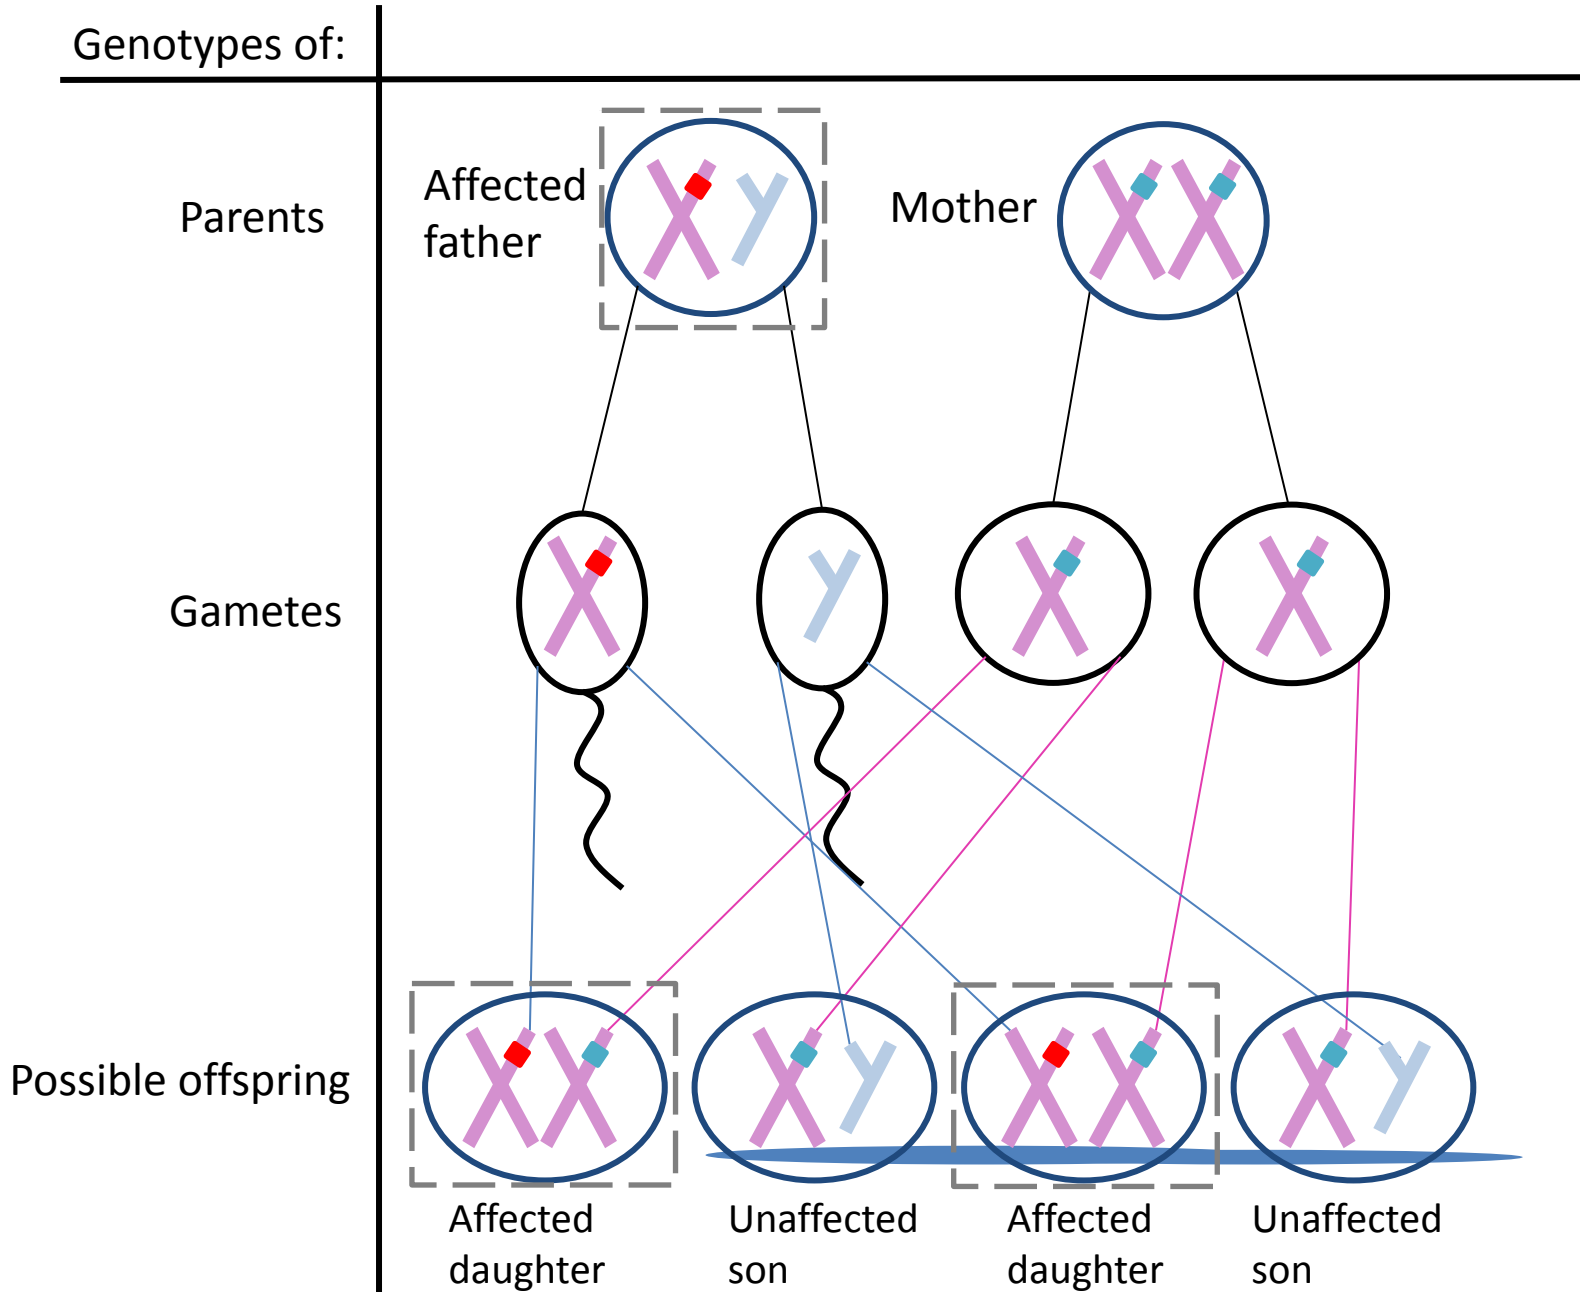 Genotypes of:
Parents
Affected
father
Mother
Gametes
Possible offspring
Affected
daughter
Unaffected
son
Affected
daughter
Unaffected
son